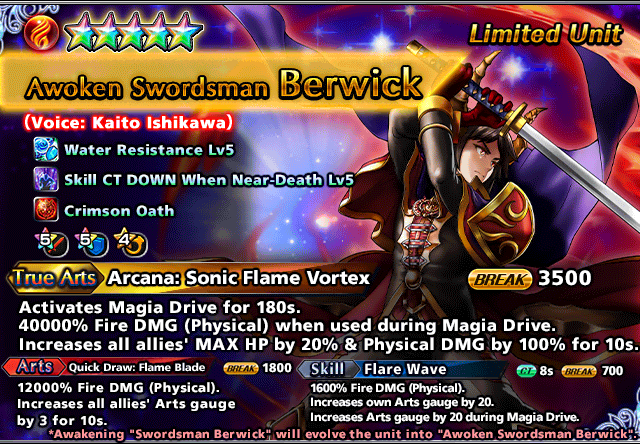 Limited Unit
Awoken Swordsman Berwick
(Voice: Kaito Ishikawa)
Water Resistance Lv5
Skill CT DOWN When Near-Death Lv5
Crimson Oath
5 5 4
True Arts Arcana: Sonic Flame Vortex BREAK 3500
Activates Magia Drive for 180s.
40000% Fire DMG (Physical) when used during Magia Drive.
Increases all allies' MAX HP by 20% & Physical DMG by 100% for 10s.
Arts Quick Draw: Flame Blade BREAK 1800
12000% Fire DMG (Physical).
Increases all allies' Arts gauge
by 3 for 10s.
Skill Flare Wave CT 8s BREAK 700
1600% Fire DMG (Physical).
Increases own Arts gauge by 20.
Increases Arts gauge by 20 during Magia Drive.
*Awakening "Swordsman Berwick" will evolve the unit into "Awoken Swordsman Berwick".